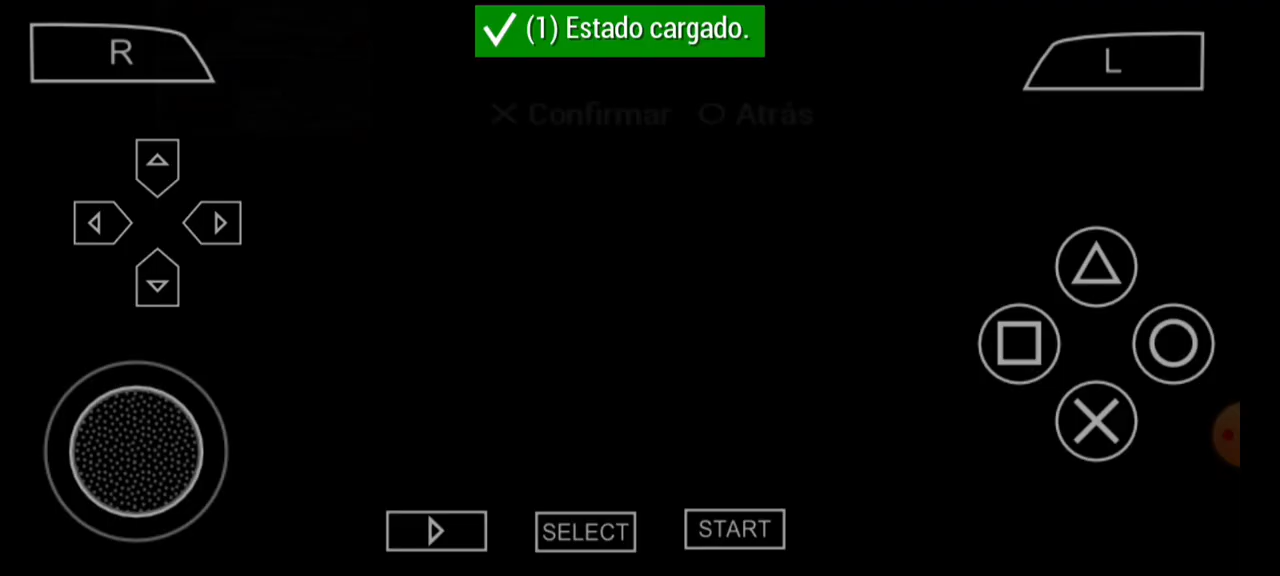 (1) Estado cargado.
R
L
Confirmar Atrás
SELECT
START